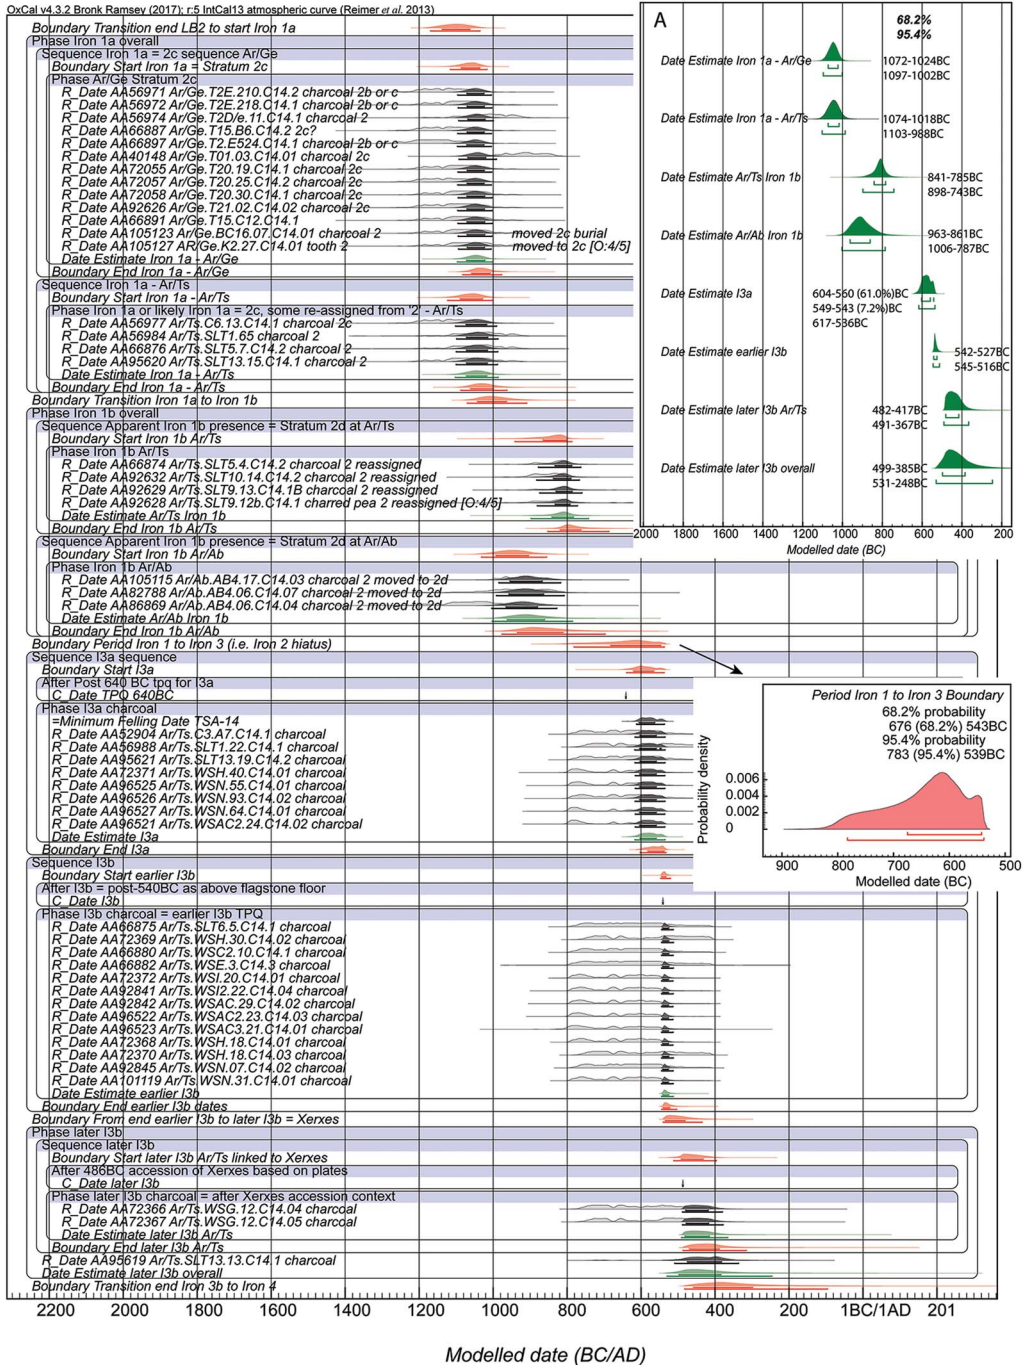 OxCal v4.3.2 Bronk Ramsey (2017); r:5 IntCal13 atmospheric curve (Reimer et al. 2013)
Boundary Transition end LB2 to start Iron 1a
Phase Iron 1a overall
Sequence Iron 1a = 2c sequence Ar/Ge
Boundary Start Iron 1a = Stratum 2c
Phase Ar/Ge Stratum 2c
R_Date AA56971 Ar/Ge.T2E.210.C14.2 charcoal 2b or c
R_Date AA56972 Ar/Ge.T2E.218.C14.1 charcoal 2b or c
R_Date AA56974 Ar/Ge.T2D/e.11.C14.1 charcoal 2
R_Date AA66887 Ar/Ge.T15.B6.C14.2 2c?
R_Date AA66897 Ar/Ge.T2.E524.C14.1 charcoal 2b or c
R_Date AA40148 Ar/Ge.T01.03.C14.01 charcoal 2c
R_Date AA72055 Ar/Ge.T20.19.C14.1 charcoal 2c
R_Date AA72057 Ar/Ge.T20.25.C14.2 charcoal 2c
R_Date AA72058 Ar/Ge.T20.30.C14.1 charcoal 2c
R_Date AA92626 Ar/Ge.T21.02.C14.02 charcoal 2c
R_Date AA66891 Ar/Ge.T15.C12.C14.1
R_Date AA105123 Ar/Ge.BC16.07.C14.01 charcoal 2 moved 2c burial
R_Date AA105127 AR/Ge.K2.27.C14.01 tooth 2 moved to 2c [O:4/5]
Date Estimate Iron 1a - Ar/Ge
Boundary End Iron 1a - Ar/Ge
Sequence Iron 1a - Ar/Ts
Boundary Start Iron 1a - Ar/Ts
Phase Iron 1a or likely Iron 1a = 2c, some re-assigned from '2' - Ar/Ts
R_Date AA56977 Ar/Ts.C6.13.C14.1 charcoal 2c
R_Date AA56984 Ar/Ts.SLT1.65 charcoal 2
R_Date AA66876 Ar/Ts.SLT5.7.C14.2 charcoal 2
R_Date AA95620 Ar/Ts.SLT13.15.C14.1 charcoal 2
Date Estimate Iron 1a - Ar/Ts
Boundary End Iron 1a - Ar/Ts
Boundary Transition Iron 1a to Iron 1b
Phase Iron 1b overall
Sequence Apparent Iron 1b presence = Stratum 2d at Ar/Ts
Boundary Start Iron 1b Ar/Ts
Phase Iron 1b Ar/Ts
R_Date AA66874 Ar/Ts.SLT5.4.C14.2 charcoal 2 reassigned
R_Date AA92632 Ar/Ts.SLT10.14.C14.2 charcoal 2 reassigned
R_Date AA92629 Ar/Ts.SLT9.13.C14.1B charcoal 2 reassigned
R_Date AA92628 Ar/Ts.SLT9.12b.C14.1 charred pea 2 reassigned [O:4/5]
Date Estimate Ar/Ts Iron 1b
Boundary End Iron 1b Ar/Ts
Sequence Apparent Iron 1b presence = Stratum 2d at Ar/Ab
Boundary Start Iron 1b Ar/Ab
Phase Iron 1b Ar/Ab
R_Date AA105115 Ar/Ab.AB4.17.C14.03 charcoal 2 moved to 2d
R_Date AA82788 Ar/Ab.AB4.06.C14.07 charcoal 2 moved to 2d
R_Date AA86869 Ar/Ab.AB4.06.C14.04 charcoal 2 moved to 2d
Date Estimate Ar/Ab Iron 1b
Boundary End Iron 1b Ar/Ab
Boundary Period Iron 1 to Iron 3 (i.e. Iron 2 hiatus)
Sequence I3a sequence
Boundary Start I3a
After Post 640 BC tpq for I3a
C_Date TPQ 640BC
Phase I3a charcoal
=Minimum Felling Date TSA-14
R_Date AA52904 Ar/Ts.C3.A7.C14.1 charcoal
R_Date AA56988 Ar/Ts.SLT1.22.C14.1 charcoal
R_Date AA95621 Ar/Ts.SLT13.19.C14.2 charcoal
R_Date AA72371 Ar/Ts.WSH.40.C14.01 charcoal
R_Date AA96525 Ar/Ts.WSN.55.C14.01 charcoal
R_Date AA96526 Ar/Ts.WSN.93.C14.02 charcoal
R_Date AA96527 Ar/Ts.WSN.64.C14.01 charcoal
R_Date AA96521 Ar/Ts.WSAC2.24.C14.02 charcoal
Date Estimate I3a
Boundary End I3a
Sequence I3b
Boundary Start earlier I3b
After I3b = post-540BC as above flagstone floor
C_Date I3b
Phase I3b charcoal = earlier I3b TPQ
R_Date AA66875 Ar/Ts.SLT6.5.C14.1 charcoal
R_Date AA72369 Ar/Ts.WSH.30.C14.02 charcoal
R_Date AA66880 Ar/Ts.WSC2.10.C14.1 charcoal
R_Date AA66882 Ar/Ts.WSE.3.C14.3 charcoal
R_Date AA72372 Ar/Ts.WSI.20.C14.01 charcoal
R_Date AA92841 Ar/Ts.WSI2.22.C14.04 charcoal
R_Date AA92842 Ar/Ts.WSAC.29.C14.02 charcoal
R_Date AA96522 Ar/Ts.WSAC2.23.C14.03 charcoal
R_Date AA96523 Ar/Ts.WSAC3.21.C14.01 charcoal
R_Date AA72368 Ar/Ts.WSH.18.C14.01 charcoal
R_Date AA72370 Ar/Ts.WSH.18.C14.03 charcoal
R_Date AA92845 Ar/Ts.WSN.07.C14.02 charcoal
R_Date AA101119 Ar/Ts.WSN.31.C14.01 charcoal
Date Estimate earlier I3b
Boundary End earlier I3b dates
Boundary From end earlier I3b to later I3b = Xerxes
Phase later I3b
Sequence later I3b
Boundary Start later I3b Ar/Ts linked to Xerxes
After 486BC accession of Xerxes based on plates
C_Date later I3b
Phase later I3b charcoal = after Xerxes accession context
R_Date AA72366 Ar/Ts.WSG.12.C14.04 charcoal
R_Date AA72367 Ar/Ts.WSG.12.C14.05 charcoal
Date Estimate later I3b Ar/Ts
Boundary End later I3b Ar/Ts
R_Date AA95619 Ar/Ts.SLT13.13.C14.1 charcoal
Date Estimate later I3b overall
Boundary Transition end Iron 3b to Iron 4
2200 2000 1800 1600 1400 1200 1000 800 600 400 200 1BC/1AD 201
Modelled date (BC/AD)
A
68.2%
95.4%
Date Estimate Iron 1a - Ar/Ge
1072-1024BC
1097-1002BC
Date Estimate Iron 1a - Ar/Ts
1074-1018BC
1103-988BC
Date Estimate Ar/Ts Iron 1b
841-785BC
898-743BC
Date Estimate Ar/Ab Iron 1b
963-861BC
1006-787BC
Date Estimate I3a
604-560 (61.0%)BC
549-543 (7.2%)BC
617-536BC
Date Estimate earlier I3b
542-527BC
545-516BC
Date Estimate later I3b Ar/Ts
482-417BC
491-367BC
Date Estimate later I3b overall
499-385BC
531-248BC
2000 1800 1600 1400 1200 1000 800 600 400 200
Modelled date (BC)
Period Iron 1 to Iron 3 Boundary
68.2% probability
676 (68.2%) 543BC
95.4% probability
783 (95.4%) 539BC
Probability density
0.006
0.004
0.002
0
900 800 700 600 500
Modelled date (BC)